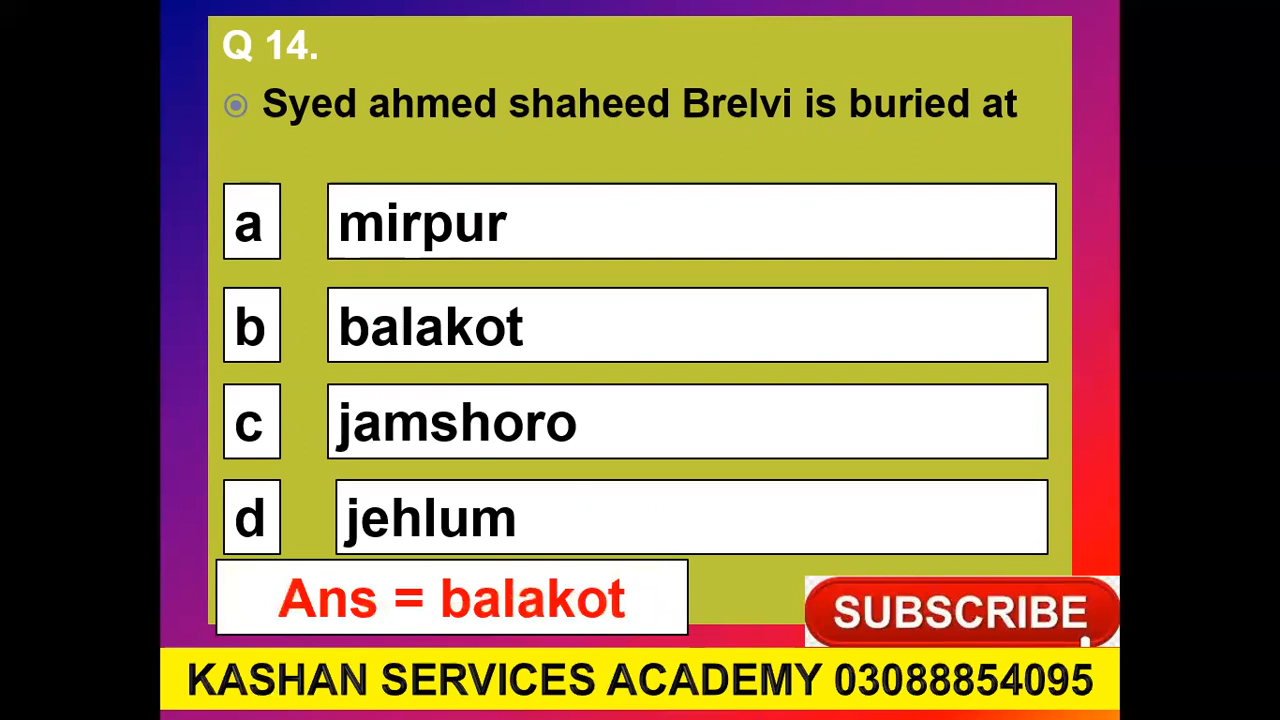 Q 14.
Syed ahmed shaheed Brelvi is buried at
a mirpur
b balakot
c jamshoro
d jehlum
Ans = balakot
SUBSCRIBE
KASHAN SERVICES ACADEMY 03088854095